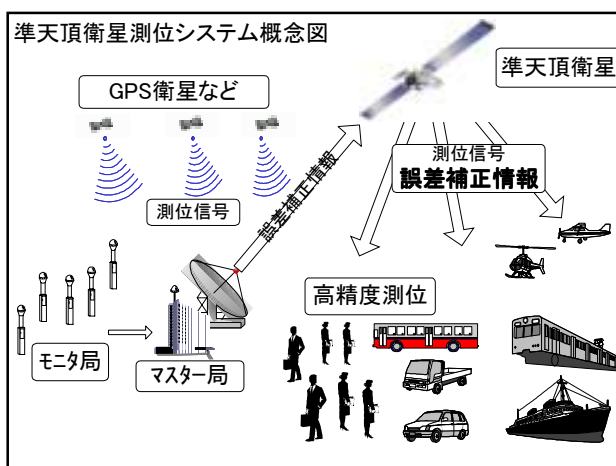 準天頂衛星測位システム概念図
GPS衛星など
準天頂衛星
測位信号
誤差補正情報
測位信号
誤差補正情報
高精度測位
モニタ局
マスター局